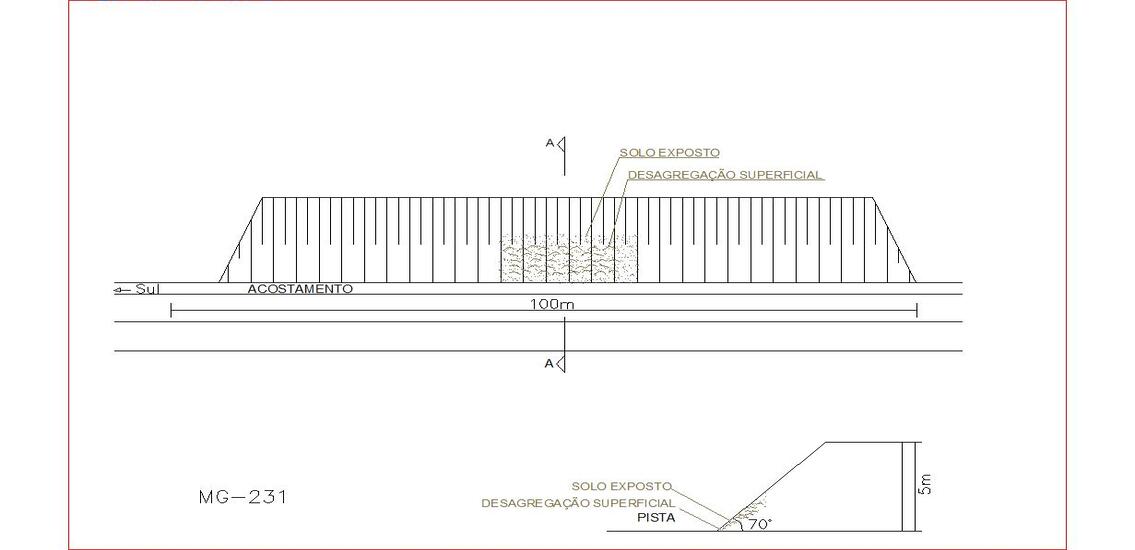 A
SOLO EXPOSTO
DESAGREGAÇÃO SUPERFICIAL
Sul
ACOSTAMENTO
100m
A
SOLO EXPOSTO
DESAGREGAÇÃO SUPERFICIAL
PISTA
70°
5m
MG-231